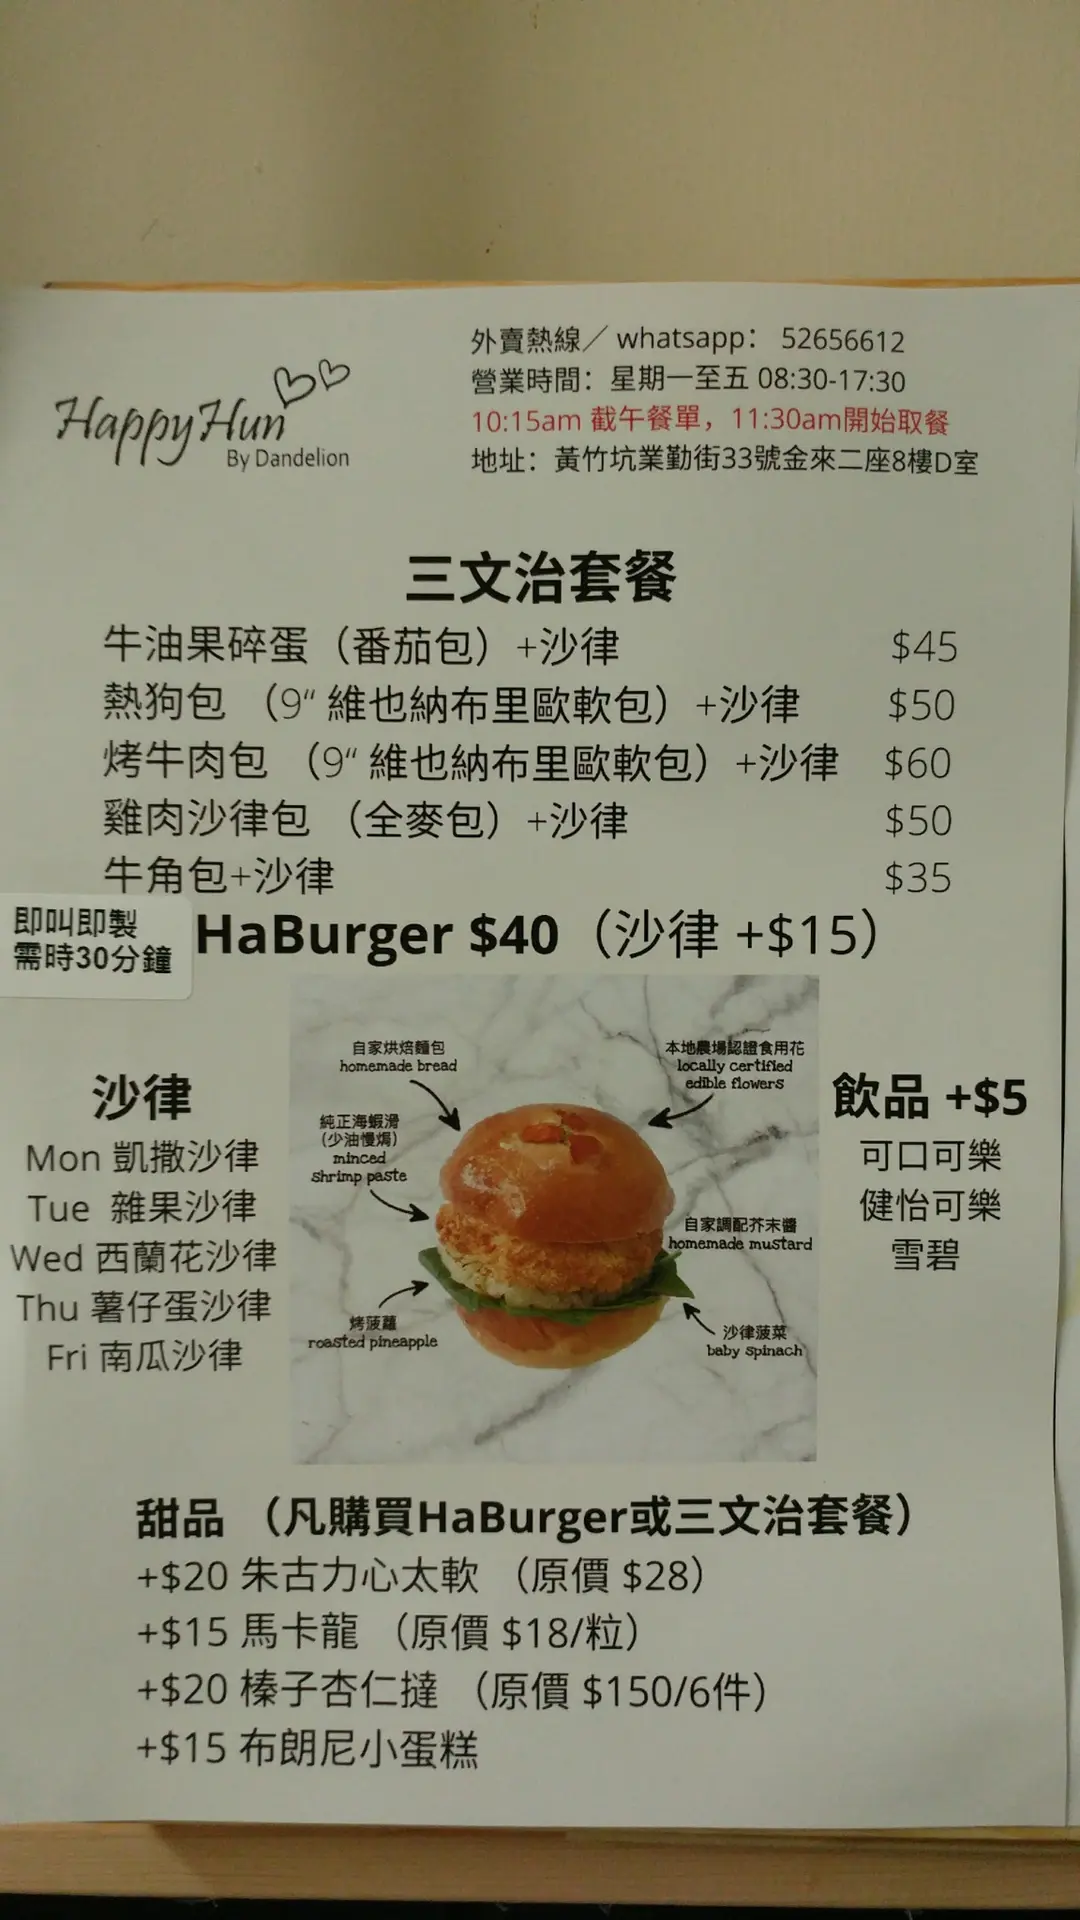 Happy Hun
By Dandelion
外賣熱線／ whatsapp： 52656612
營業時間：星期一至五 08:30-17:30
10:15am 截午餐單，11:30am開始取餐
地址：黃竹坑業勤街33號金來二座8樓D室
三文治套餐
牛油果碎蛋（番茄包）+沙律 $45
熱狗包 （9“ 維也納布里歐軟包）+沙律 $50
烤牛肉包 （9“ 維也納布里歐軟包）+沙律 $60
雞肉沙律包 （全麥包）+沙律 $50
牛角包+沙律 $35
即叫即製
需時30分鐘
HaBurger $40（沙律 +$15）
沙律
Mon 凱撒沙律
Tue 雜果沙律
Wed 西蘭花沙律
Thu 薯仔蛋沙律
Fri 南瓜沙律
自家烘焙麵包
homemade bread
純正海蝦滑
（少油慢焗）
minced
shrimp paste
烤菠蘿
roasted pineapple
本地農場認證食用花
locally certified
edible flowers
自家調配芥末醬
homemade mustard
沙律菠菜
baby spinach
飲品 +$5
可口可樂
健怡可樂
雪碧
甜品 （凡購買HaBurger或三文治套餐）
+$20 朱古力心太軟 （原價 $28）
+$15 馬卡龍 （原價 $18/粒）
+$20 榛子杏仁撻 （原價 $150/6件）
+$15 布朗尼小蛋糕